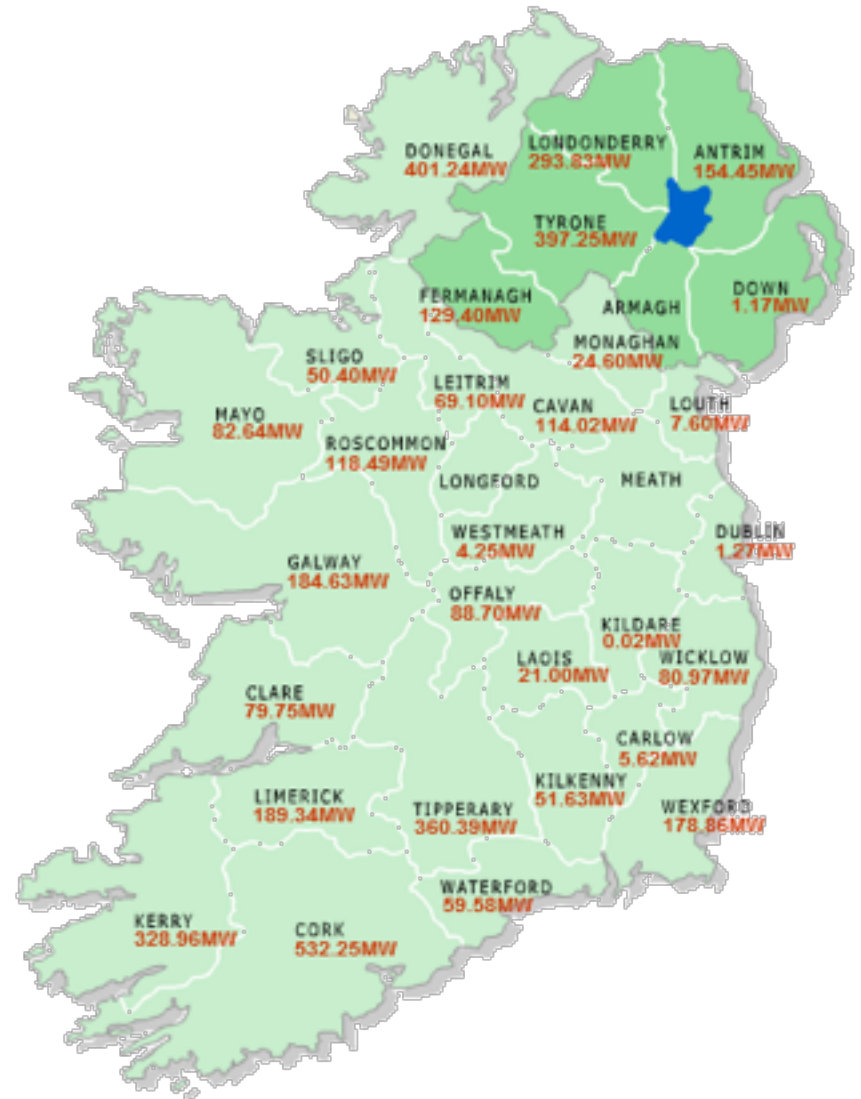 DONEGAL
401.24MW
LONDONDERRY
293.83MW
ANTRIM
154.45MW
TYRONE
397.25MW
FERMANAGH
129.40MW
ARMAGH
DOWN
1.17MW
MONAGHAN
24.60MW
SLIGO
50.40MW
LEITRIM
69.10MW
CAVAN
114.02MW
LOUTH
7.60MW
MAYO
82.64MW
ROSCOMMON
118.49MW
LONGFORD
MEATH
WESTMEATH
4.25MW
DUBLIN
1.27MW
GALWAY
184.63MW
OFFALY
88.70MW
KILDARE
0.02MW
LAOIS
21.00MW
WICKLOW
80.97MW
CLARE
79.75MW
CARLOW
5.62MW
KILKENNY
51.63MW
LIMERICK
189.34MW
TIPPERARY
360.39MW
WEXFORD
178.86MW
WATERFORD
59.58MW
KERRY
328.96MW
CORK
532.25MW